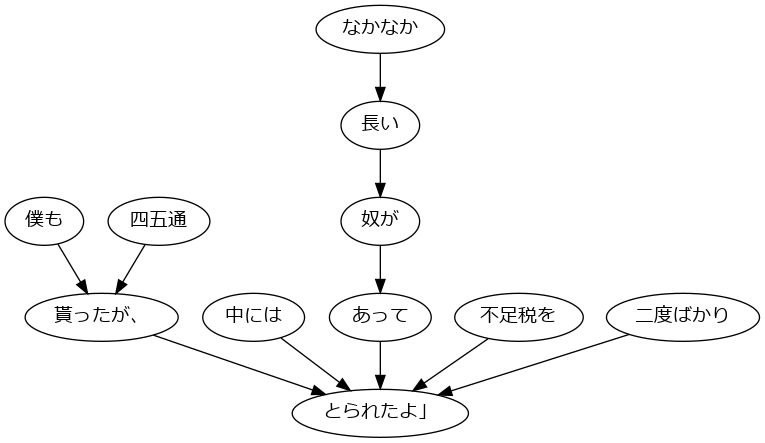 なかなか
長い
僕も 四五通 奴が
貰ったが、 中には あって 不足税を 二度ばかり
とられたよ」